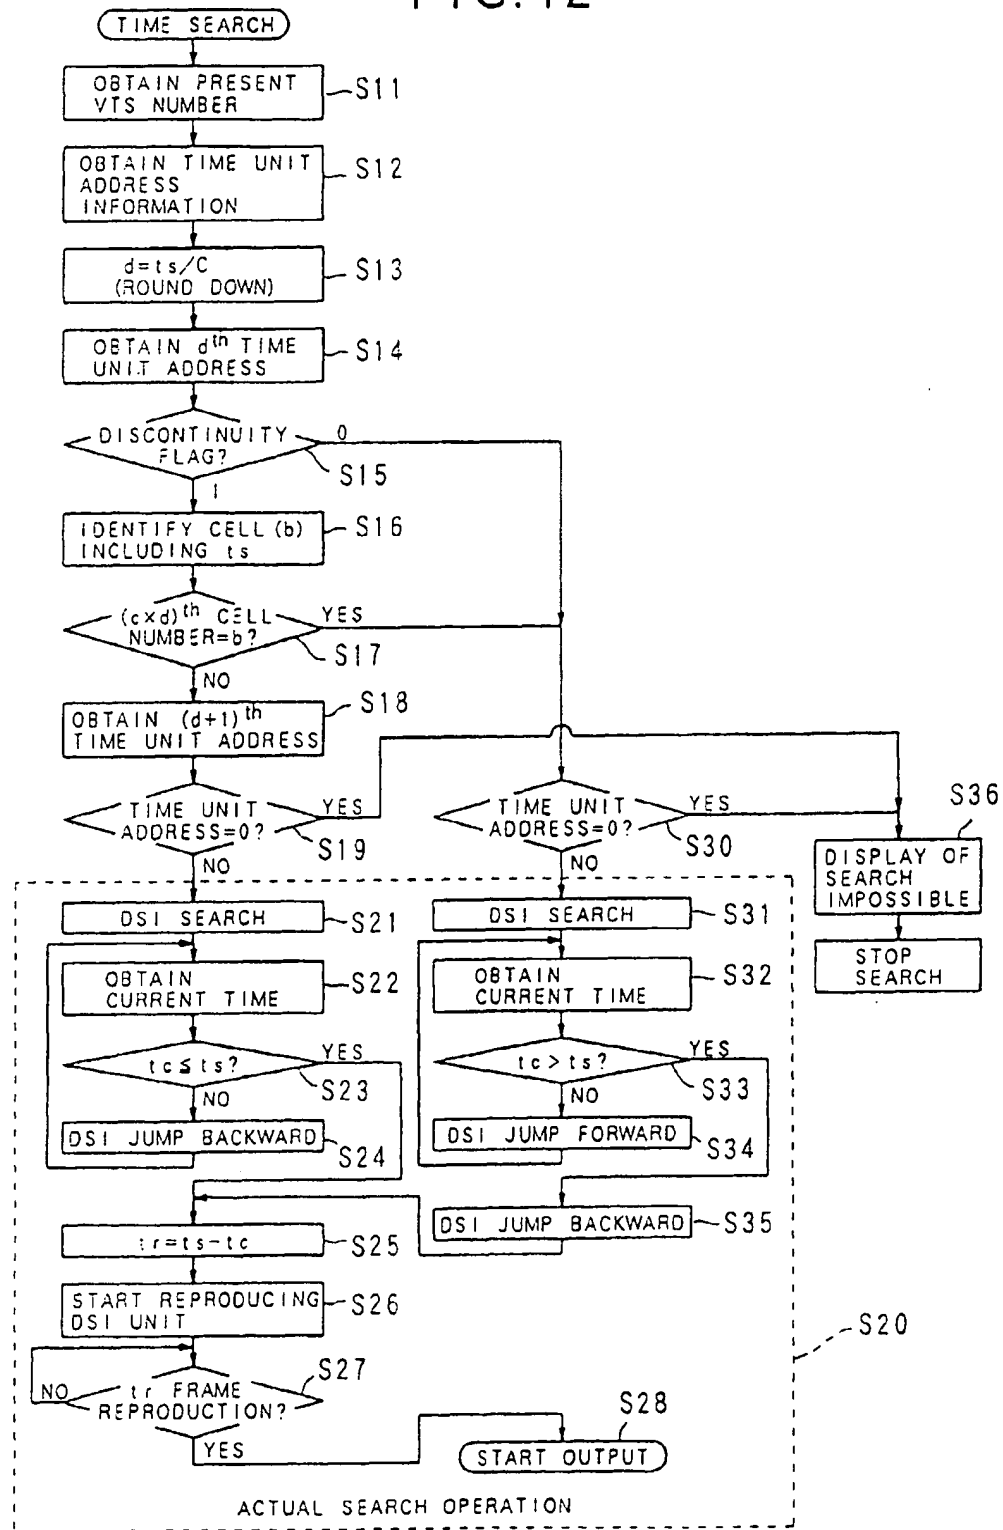 FIG.12
TIME SEARCH
OBTAIN PRESENT
VTS NUMBER
S11
OBTAIN TIME UNIT
ADDRESS
INFORMATION
S12
d=ts/C
(ROUND DOWN)
S13
OBTAIN dth TIME
UNIT ADDRESS
S14
DISCONTINUITY
FLAG?
0
S15
1
IDENTIFY CELL (b)
INCLUDING ts
S16
(c×d)th CELL
NUMBER=b?
YES
S17
NO
OBTAIN (d+1)th
TIME UNIT ADDRESS
S18
TIME UNIT
ADDRESS=0?
YES
S19
NO
TIME UNIT
ADDRESS=0?
YES
S30
NO
S36
DISPLAY OF
SEARCH
IMPOSSIBLE
STOP
SEARCH
DSI SEARCH
S21
DSI SEARCH
S31
OBTAIN
CURRENT TIME
S22
OBTAIN
CURRENT TIME
S32
tc≦ts?
YES
S23
NO
tc>ts?
YES
S33
NO
DSI JUMP BACKWARD
S24
DSI JUMP FORWARD
S34
DSI JUMP BACKWARD
S35
tr=ts-tc
S25
START REPRODUCING
DSI UNIT
S26
S20
tr FRAME
REPRODUCTION?
S27
NO
YES
S28
START OUTPUT
ACTUAL SEARCH OPERATION